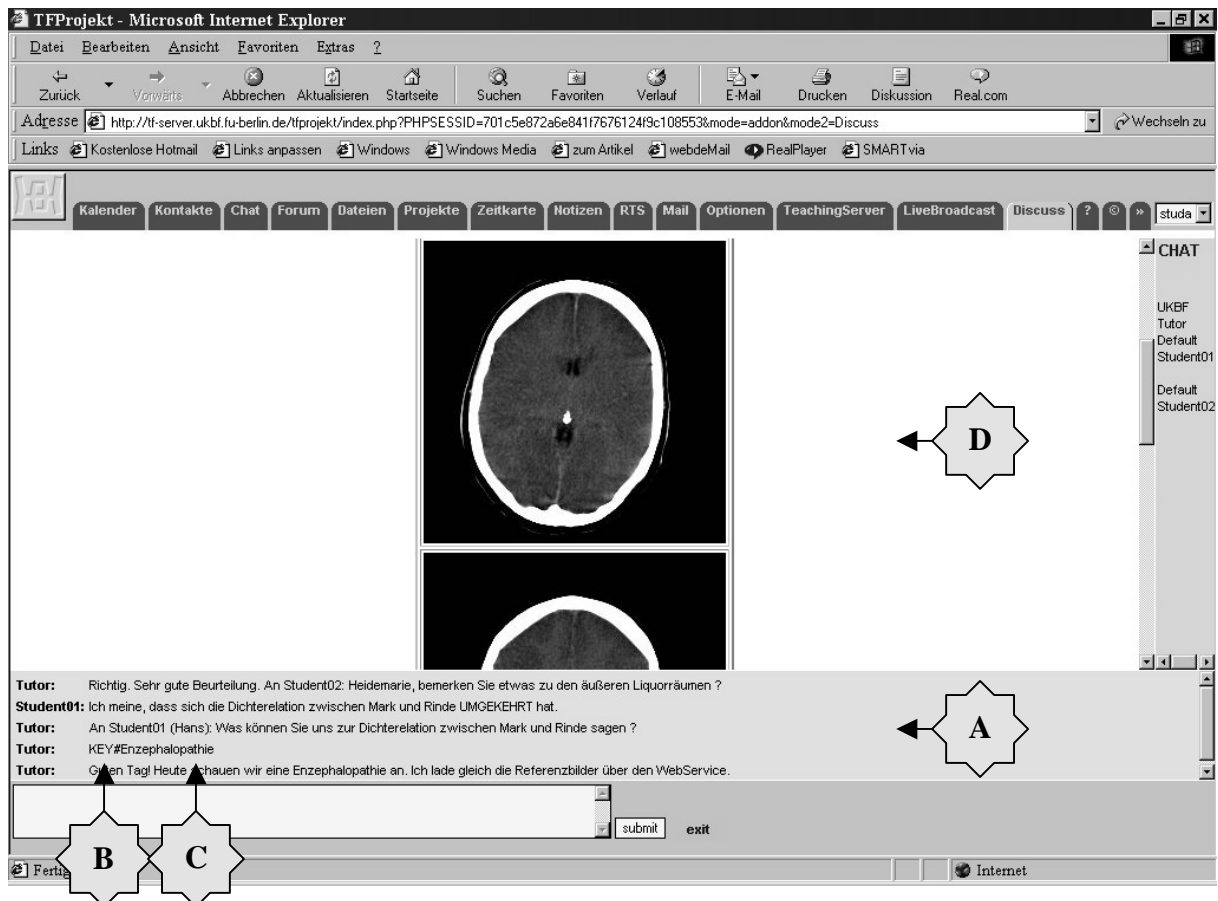 TFProjekt - Microsoft Internet Explorer
Datei Bearbeiten Ansicht Favoriten Extras ?
Zurück Vorwärts Abbrechen Aktualisieren Startseite Suchen Favoriten Verlauf E-Mail Drucken Diskussion Real.com
Adresse http://tf-server.ukbf.fu-berlin.de/tfprojekt/index.php?PHPSESSID=701c5e872a6e841f7676124f9c108553&mode=addon&mode2=Discuss Wechseln zu
Links Kostenlose Hotmail Links anpassen Windows Windows Media zum Artikel webdeMail RealPlayer SMARTvia
Kalender Kontakte Chat Forum Dateien Projekte Zeitkarte Notizen RTS Mail Optionen TeachingServer LiveBroadcast Discuss ? © » studa
CHAT
UKBF
Tutor
Default
Student01
Default
Student02
D
Tutor: Richtig. Sehr gute Beurteilung. An Student02: Heidemarie, bemerken Sie etwas zu den äußeren Liquorräumen ?
Student01: Ich meine, dass sich die Dichterelation zwischen Mark und Rinde UMGEKEHRT hat.
Tutor: An Student01 (Hans): Was können Sie uns zur Dichterelation zwischen Mark und Rinde sagen ?
A
Tutor: KEY#Enzephalopathie
Tutor: Guten Tag! Heute schauen wir eine Enzephalopathie an. Ich lade gleich die Referenzbilder über den WebService.
submit exit
B C
Internet